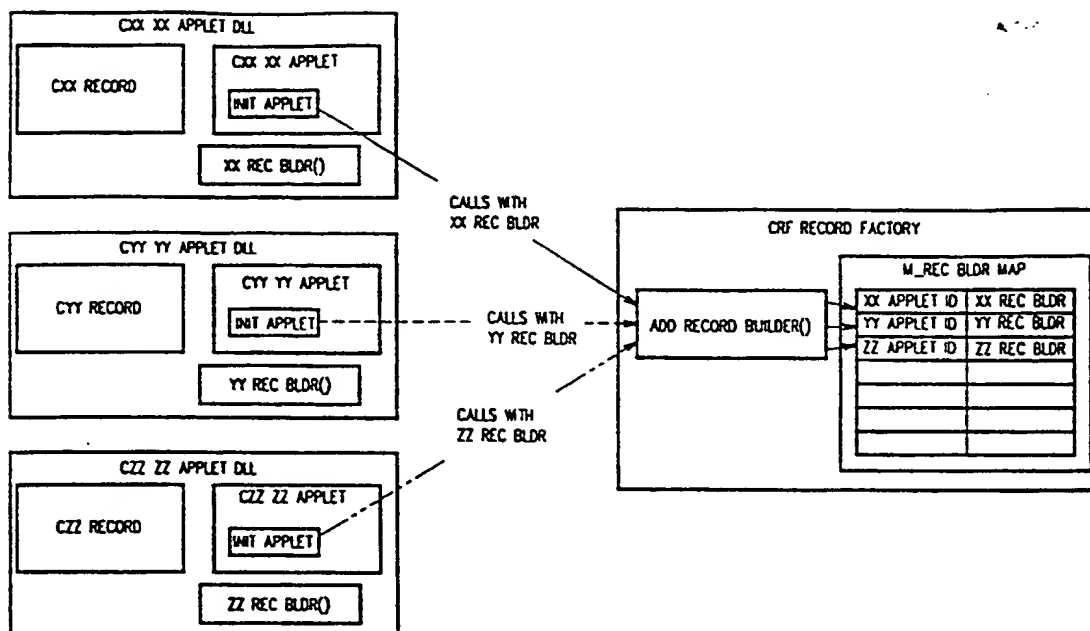 CXX XX APPLET DLL
CXX RECORD
CXX XX APPLET
INIT APPLET
XX REC BLDR()
CYY YY APPLET DLL
CYY RECORD
CYY YY APPLET
INIT APPLET
YY REC BLDR()
CZZ ZZ APPLET DLL
CZZ RECORD
CZZ ZZ APPLET
INIT APPLET
ZZ REC BLDR()
CALLS WITH
XX REC BLDR
CALLS WITH
YY REC BLDR
CALLS WITH
ZZ REC BLDR
CRF RECORD FACTORY
ADD RECORD BUILDER()
M_REC BLDR MAP
XX APPLET ID XX REC BLDR
YY APPLET ID YY REC BLDR
ZZ APPLET ID ZZ REC BLDR